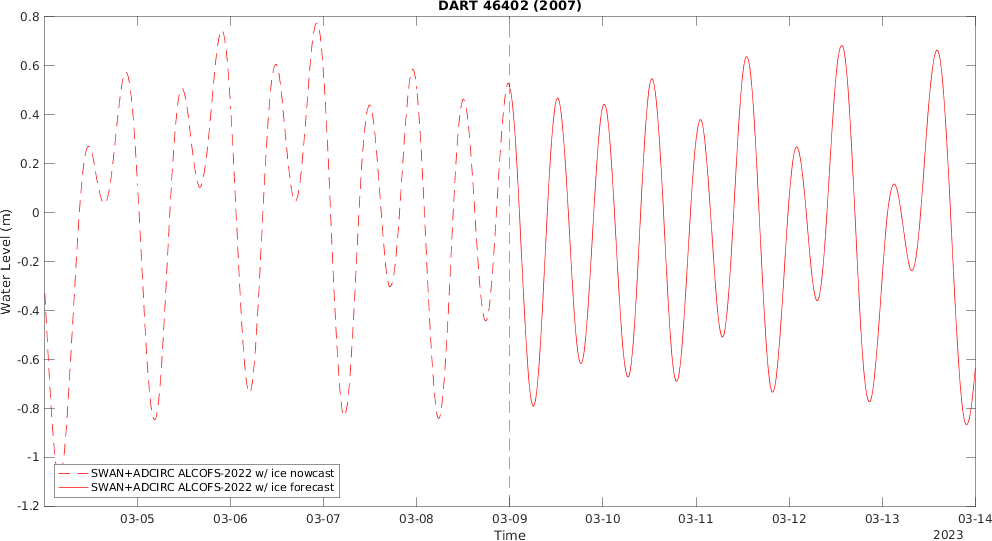 DART 46402 (2007)
0.8
0.6
0.4
0.2
0
-0.2
-0.4
-0.6
-0.8
-1
-1.2
Water Level (m)
SWAN+ADCIRC ALCOFS-2022 w/ ice nowcast
SWAN+ADCIRC ALCOFS-2022 w/ ice forecast
03-05 03-06 03-07 03-08 03-09 03-10 03-11 03-12 03-13 03-14
Time
2023